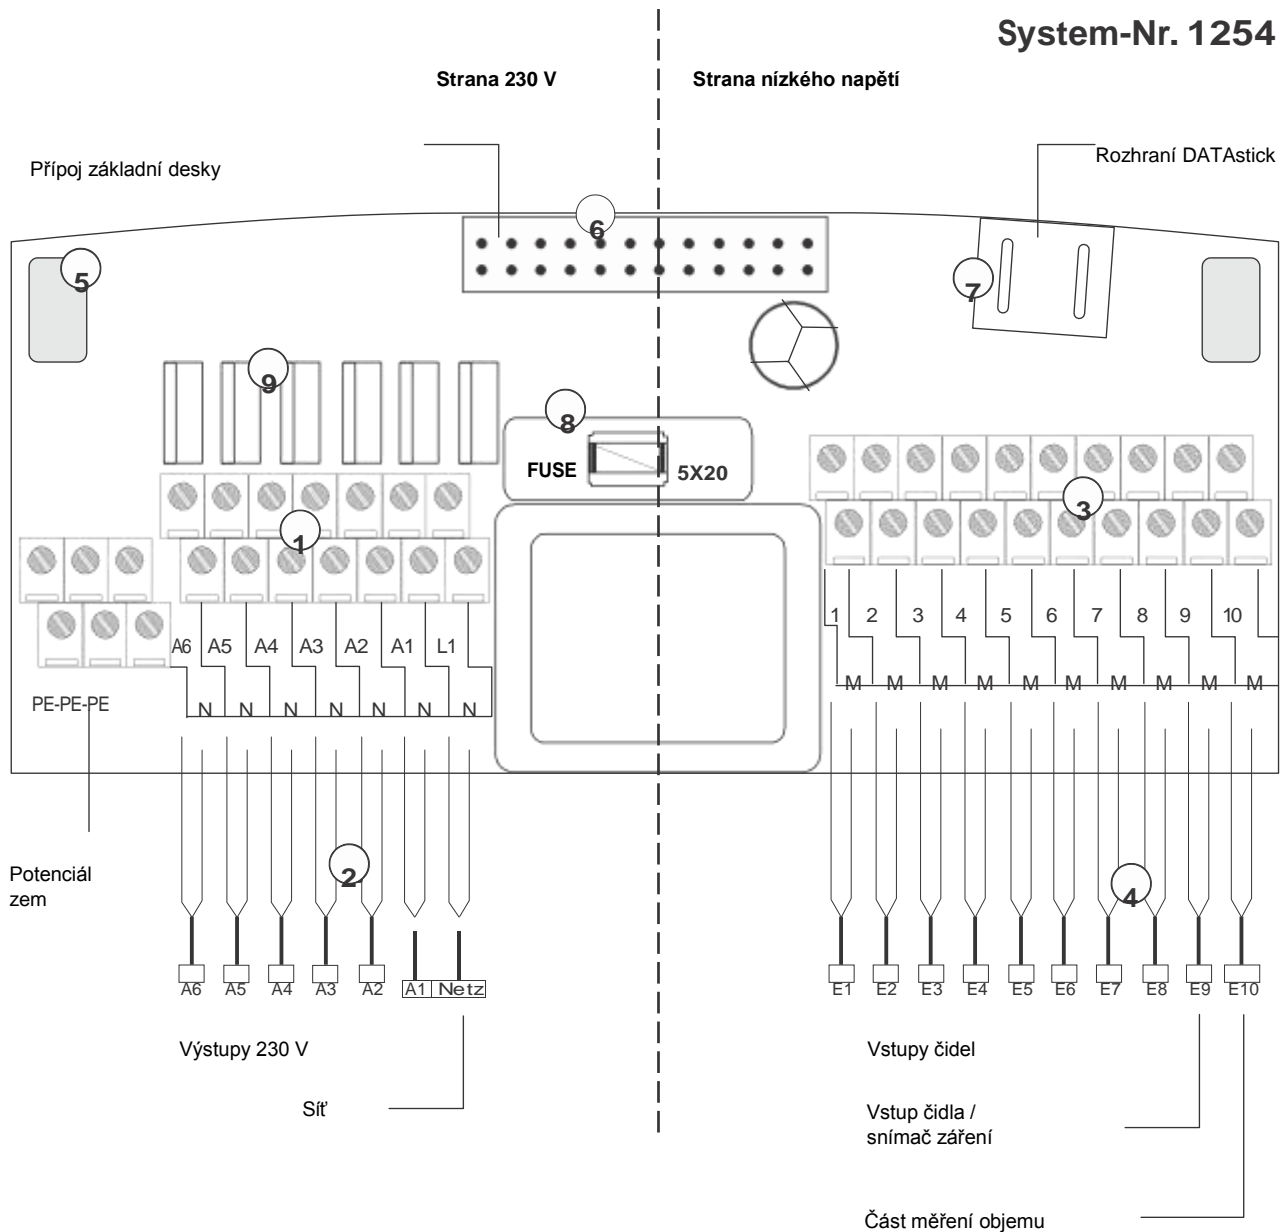 System-Nr. 1254
Strana 230 V
Strana nízkého napětí
Přípoj základní desky
Rozhraní DATAstick
6
5
7
9
8
FUSE
5X20
3
1
1 2 3 4 5 6 7 8 9 10
A6 A5 A4 A3 A2 A1 L1
M M M M M M M M M M
PE-PE-PE
N N N N N N N
Potenciál
zem
2
4
A6 A5 A4 A3 A2 A1 Netz
E1 E2 E3 E4 E5 E6 E7 E8 E9 E10
Výstupy 230 V
Vstupy čidel
Síť
Vstup čidla /
snímač záření
Část měření objemu